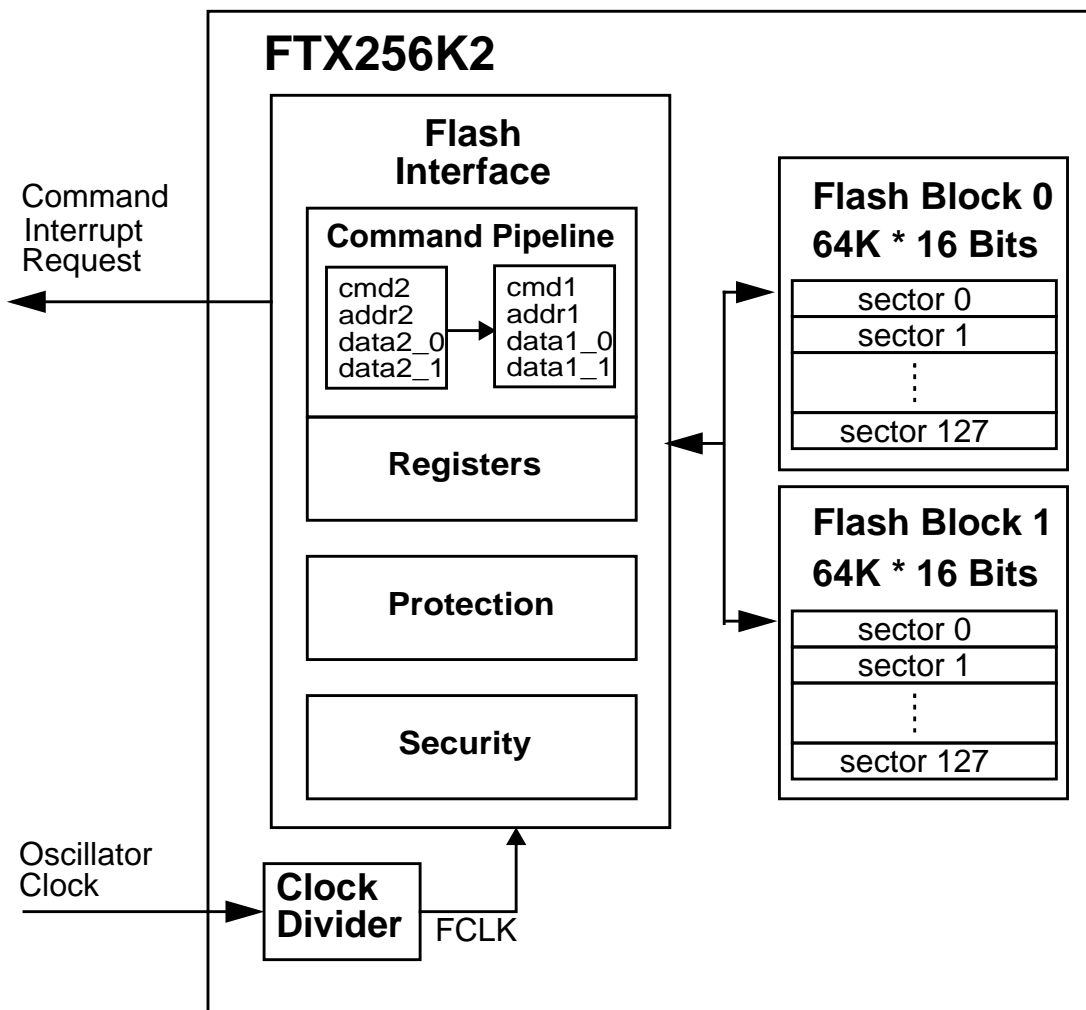 FTX256K2
Flash
Interface
Command
Interrupt
Request
Command Pipeline
cmd2
addr2
data2_0
data2_1
cmd1
addr1
data1_0
data1_1
Registers
Protection
Security
Flash Block 0
64K * 16 Bits
sector 0
sector 1
sector 127
Flash Block 1
64K * 16 Bits
sector 0
sector 1
sector 127
Oscillator
Clock
Clock
Divider
FCLK